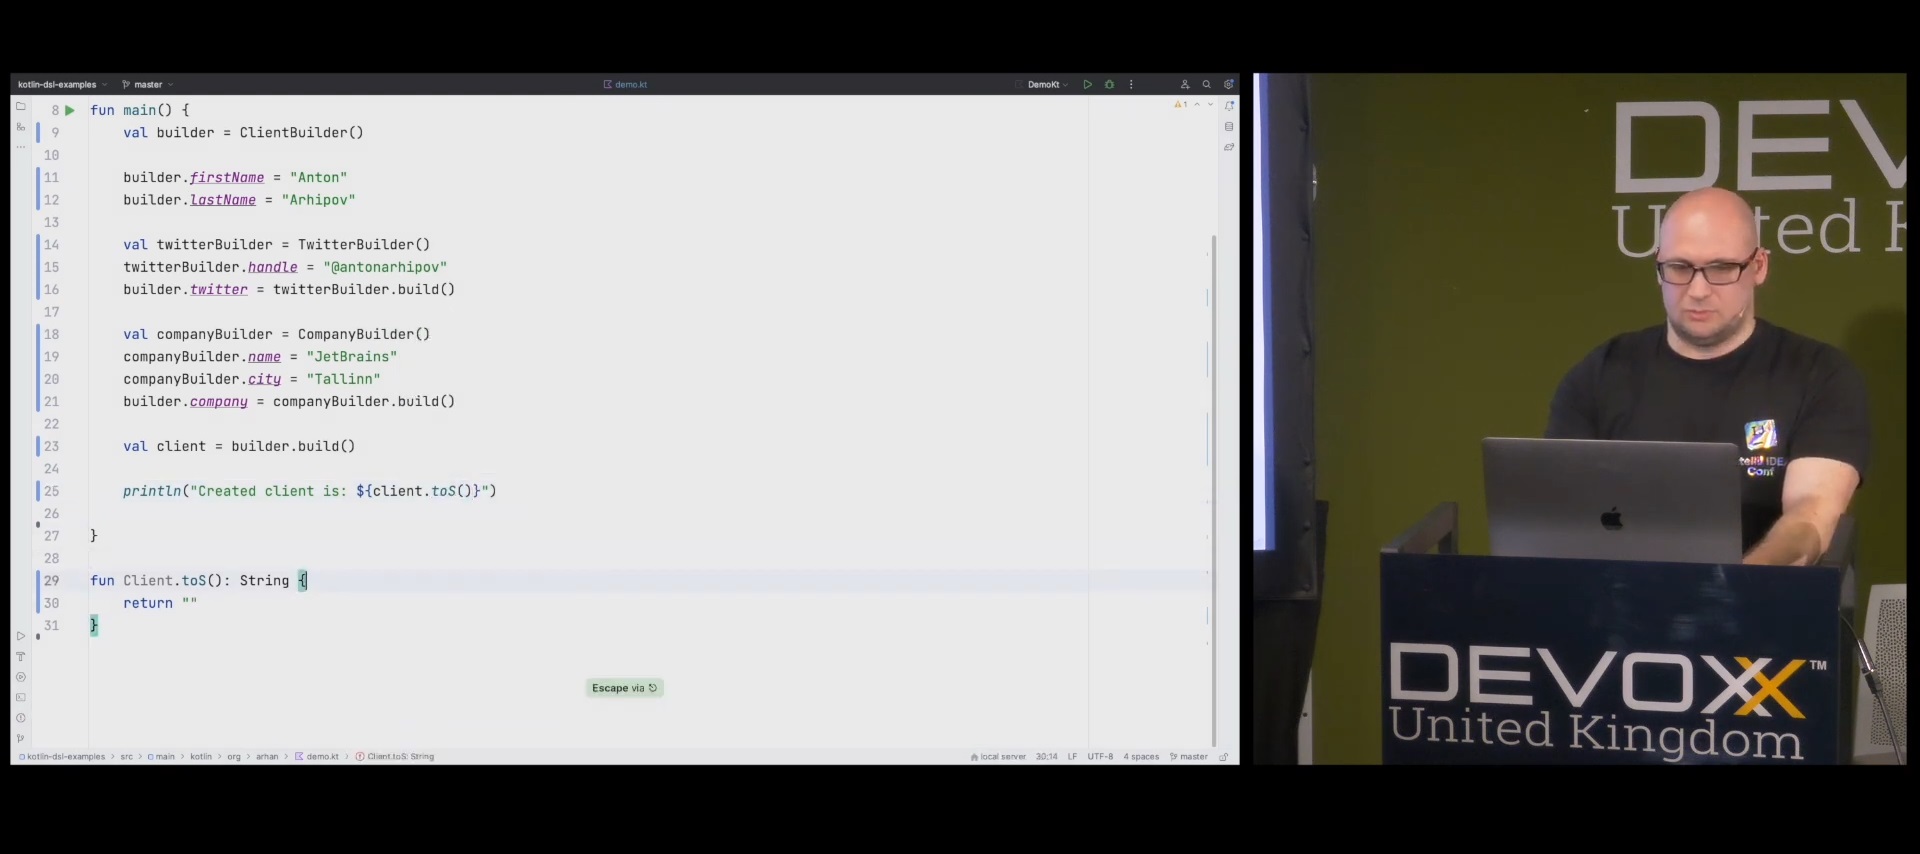 kotlin-dsl-examples master demo.kt DemoKt
8 fun main() {
9 val builder = ClientBuilder()
10
11 builder.firstName = "Anton"
12 builder.lastName = "Arhipov"
13
14 val twitterBuilder = TwitterBuilder()
15 twitterBuilder.handle = "@antonarhipov"
16 builder.twitter = twitterBuilder.build()
17
18 val companyBuilder = CompanyBuilder()
19 companyBuilder.name = "JetBrains"
20 companyBuilder.city = "Tallinn"
21 builder.company = companyBuilder.build()
22
23 val client = builder.build()
24
25 println("Created client is: ${client.toS()}")
26
27 }
28
29 fun Client.toS(): String {
30 return ""
31 }
1
Escape via
kotlin-dsl-examples > src > main > kotlin > org > arhan > demo.kt > Client.toS: String
local server 30:14 LF UTF-8 4 spaces master
DEV
United K
Conf
DEVOXX™
United Kingdom